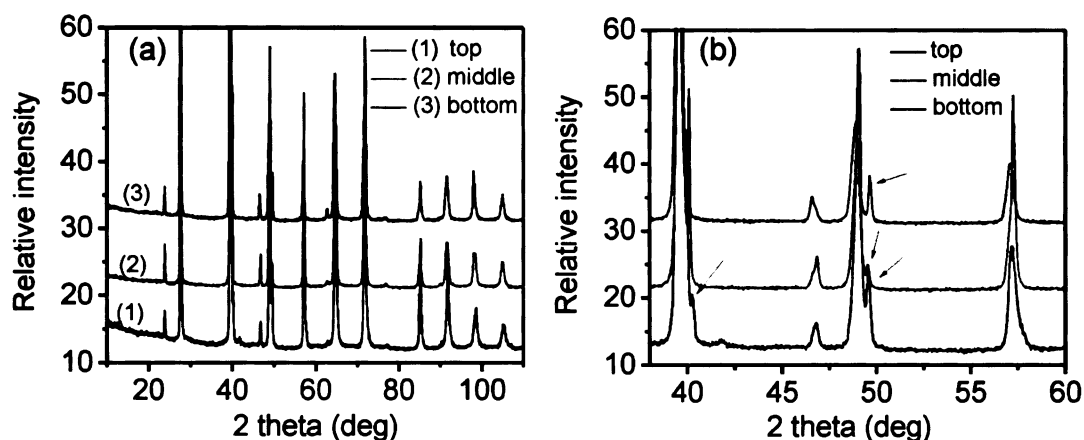 (a)
(1) top
(2) middle
(3) bottom
(3)
(2)
(1)
60
50
40
30
20
10
Relative intensity
20 40 60 80 100
2 theta (deg)
(b)
top
middle
bottom
60
50
40
30
20
10
Relative intensity
40 45 50 55 60
2 theta (deg)